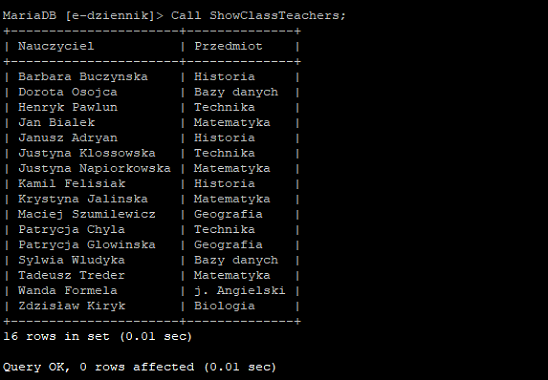 MariaDB [e-dziennik]> Call ShowClassTeachers;
+-----------------------+--------------+
| Nauczyciel            | Przedmiot    |
+-----------------------+--------------+
| Barbara Buczynska     | Historia     |
| Dorota Osojca         | Bazy danych  |
| Henryk Pawlun         | Technika     |
| Jan Bialek            | Matematyka   |
| Janusz Adryan         | Historia     |
| Justyna Klossowska    | Technika     |
| Justyna Napiorkowska  | Matematyka   |
| Kamil Felisiak        | Historia     |
| Krystyna Jalinska     | Matematyka   |
| Maciej Szumilewicz    | Geografia    |
| Patrycja Chyla        | Technika     |
| Patrycja Glowinska    | Geografia    |
| Sylwia Wludyka        | Bazy danych  |
| Tadeusz Treder        | Matematyka   |
| Wanda Formela         | j. Angielski |
| Zdzisław Kiryk        | Biologia     |
+-----------------------+--------------+
16 rows in set (0.01 sec)

Query OK, 0 rows affected (0.01 sec)